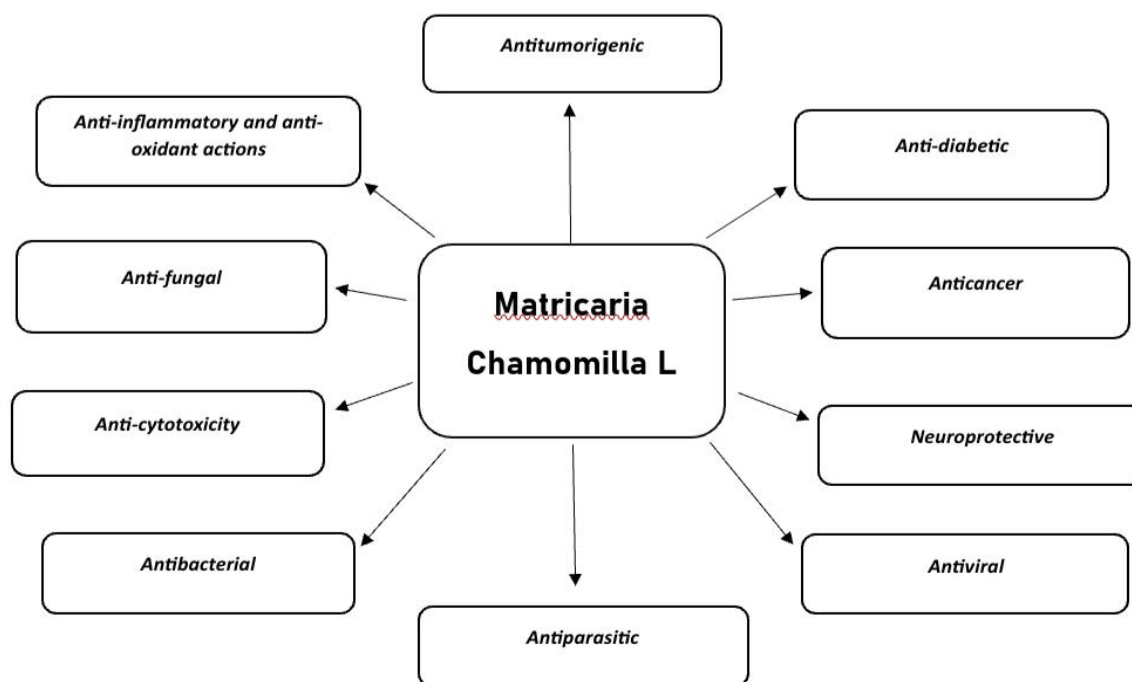 Antitumorigenic
Anti-inflammatory and anti-
oxidant actions
Anti-diabetic
Anti-fungal
Matricaria
Chamomilla L
Anticancer
Anti-cytotoxicity
Neuroprotective
Antibacterial
Antiviral
Antiparasitic